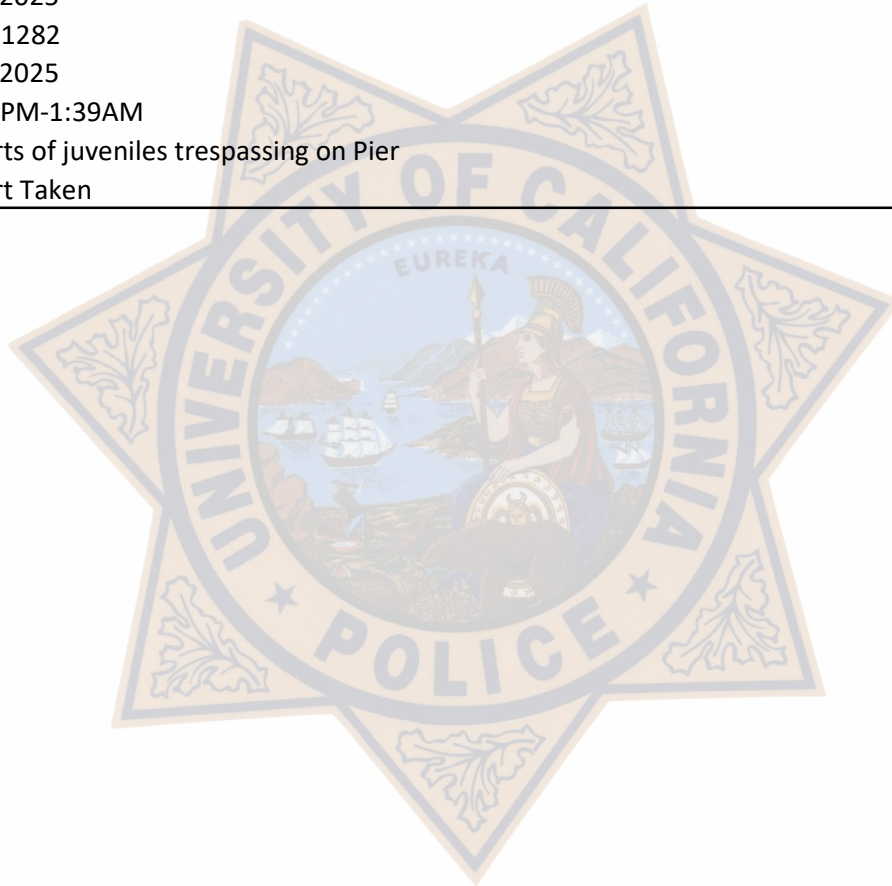 2025
1282
2025
PM-1:39AM
rts of juveniles trespassing on Pier
rt Taken
UNIVERSITY OF CALIFORNIA
EUREKA
POLICE